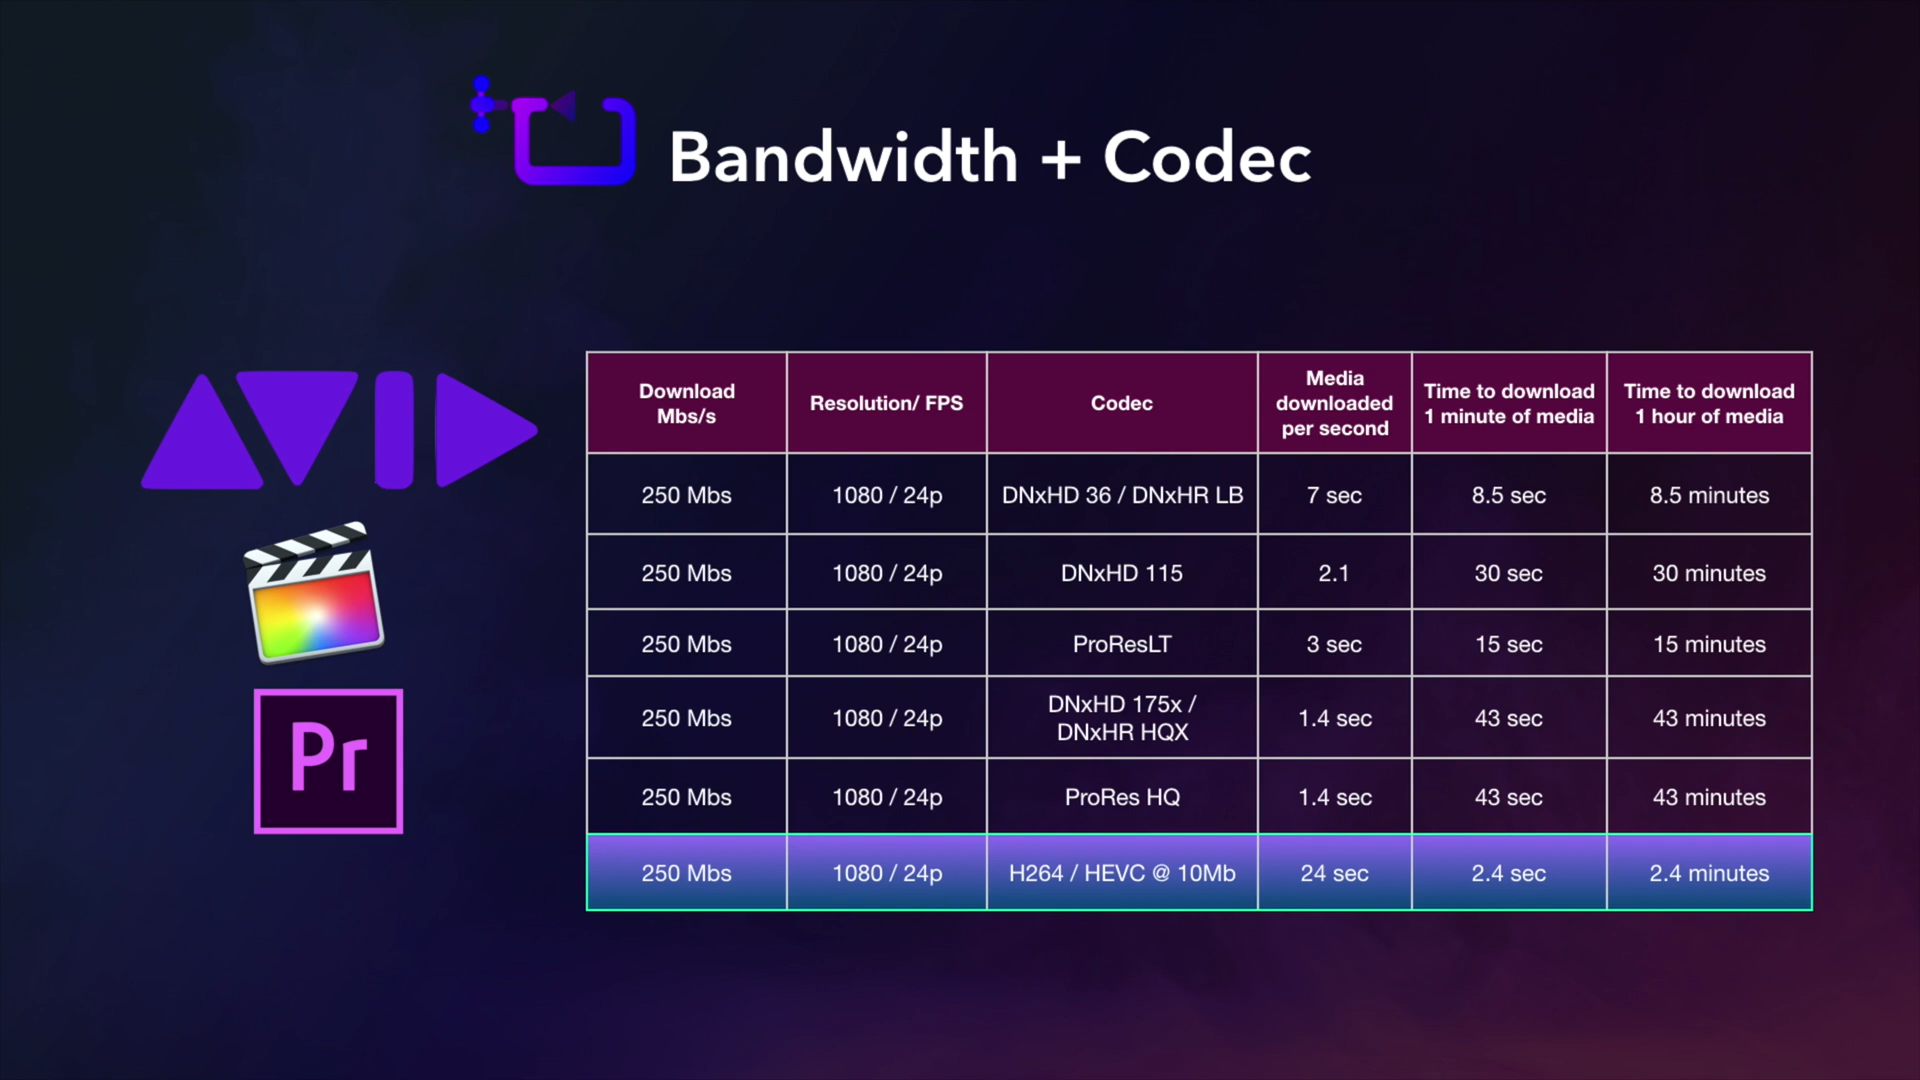 Bandwidth + Codec
AVID
Pr
Download Mbs/s Resolution/ FPS Codec Media downloaded per second Time to download 1 minute of media Time to download 1 hour of media
250 Mbs 1080 / 24p DNxHD 36 / DNxHR LB 7 sec 8.5 sec 8.5 minutes
250 Mbs 1080 / 24p DNxHD 115 2.1 30 sec 30 minutes
250 Mbs 1080 / 24p ProResLT 3 sec 15 sec 15 minutes
250 Mbs 1080 / 24p DNxHD 175x / DNxHR HQX 1.4 sec 43 sec 43 minutes
250 Mbs 1080 / 24p ProRes HQ 1.4 sec 43 sec 43 minutes
250 Mbs 1080 / 24p H264 / HEVC @ 10Mb 24 sec 2.4 sec 2.4 minutes